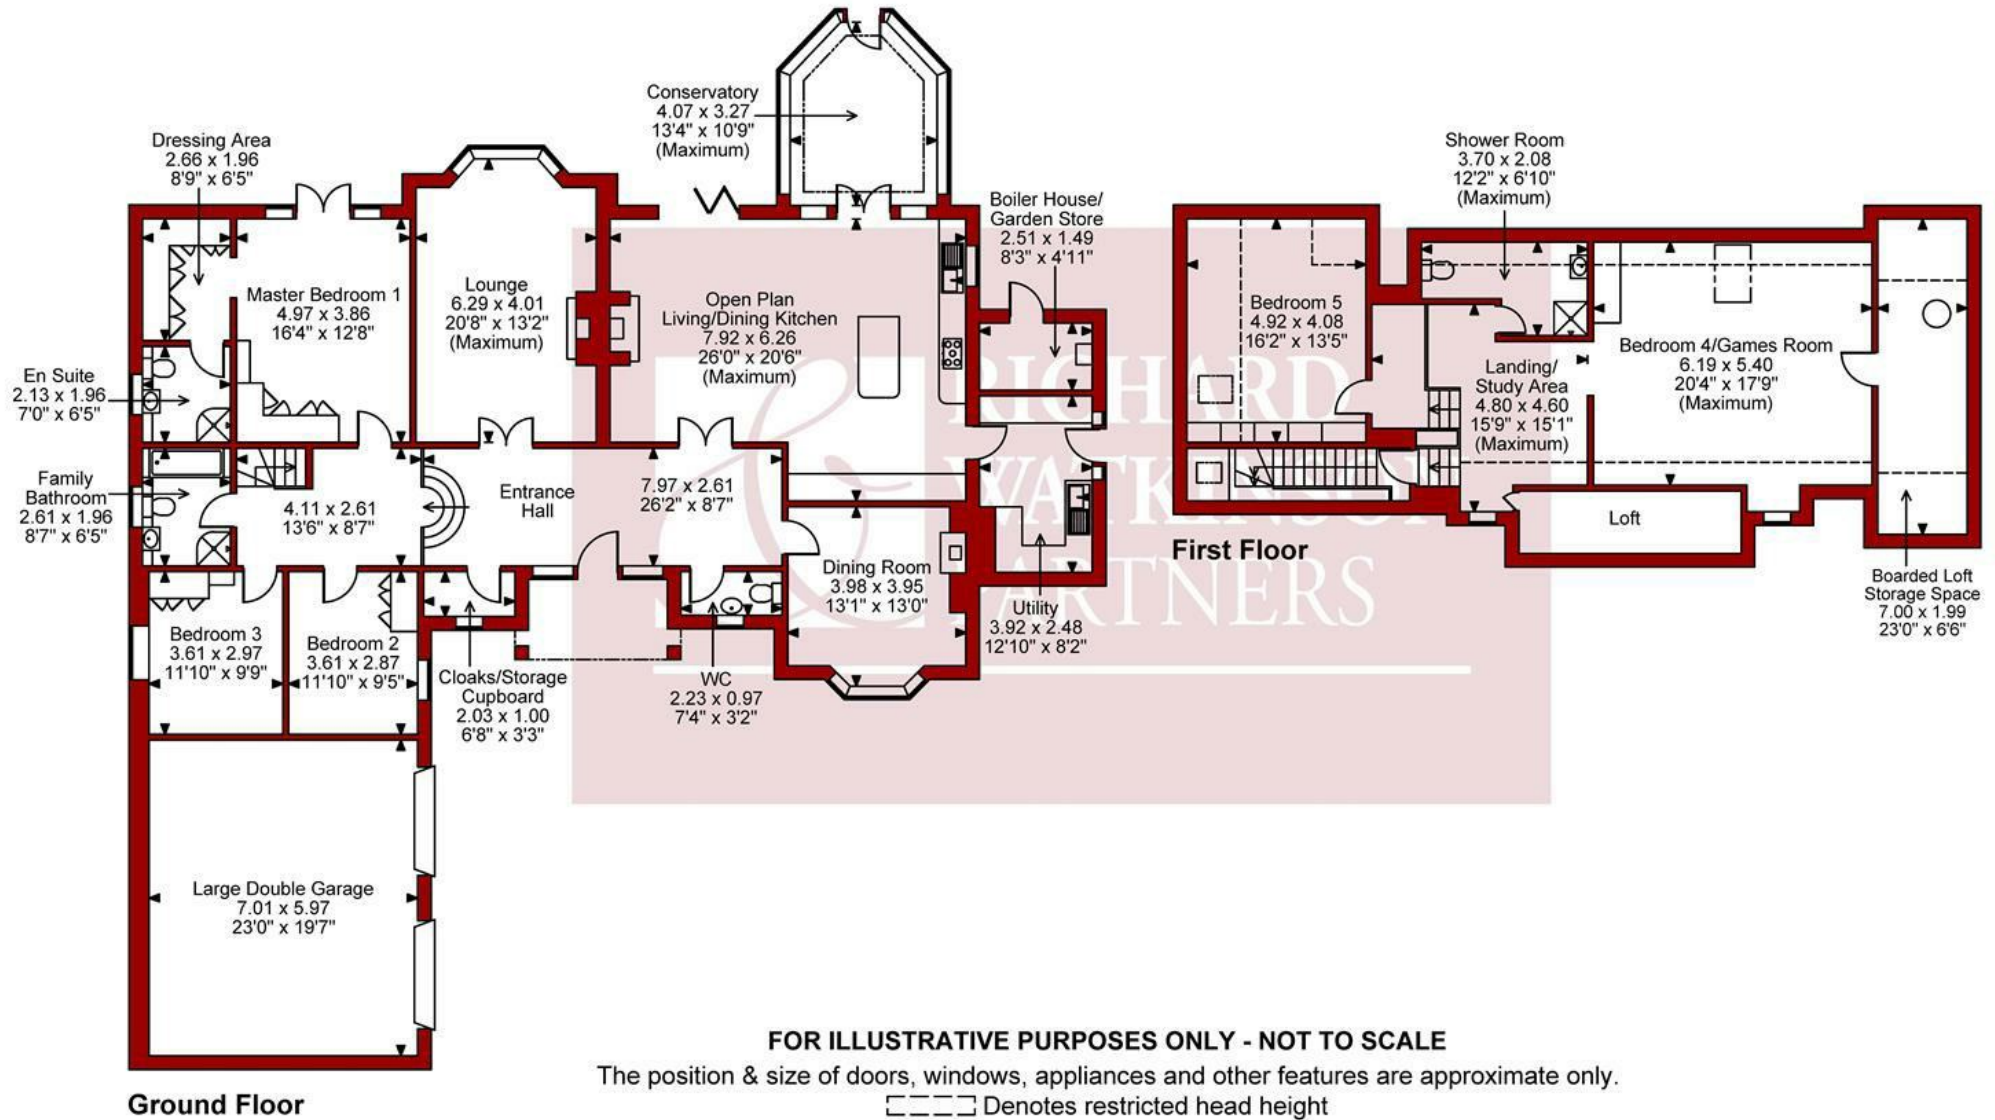 Conservatory
4.07 x 3.27
13'4" x 10'9"
(Maximum)
Dressing Area
2.66 x 1.96
8'9" x 6'5"
Master Bedroom 1
4.97 x 3.86
16'4" x 12'8"
Lounge
6.29 x 4.01
20'8" x 13'2"
(Maximum)
Open Plan
Living/Dining Kitchen
7.92 x 6.26
26'0" x 20'6"
(Maximum)
Boiler House/
Garden Store
2.51 x 1.49
8'3" x 4'11"
En Suite
2.13 x 1.96
7'0" x 6'5"
Family
Bathroom
2.61 x 1.96
8'7" x 6'5"
4.11 x 2.61
13'6" x 8'7"
Entrance
Hall
7.97 x 2.61
26'2" x 8'7"
Dining Room
3.98 x 3.95
13'1" x 13'0"
Utility
3.92 x 2.48
12'10" x 8'2"
Bedroom 3
3.61 x 2.97
11'10" x 9'9"
Bedroom 2
3.61 x 2.87
11'10" x 9'5"
Cloaks/Storage
Cupboard
2.03 x 1.00
6'8" x 3'3"
WC
2.23 x 0.97
7'4" x 3'2"
Large Double Garage
7.01 x 5.97
23'0" x 19'7"
Ground Floor
Shower Room
3.70 x 2.08
12'2" x 6'10"
(Maximum)
Bedroom 5
4.92 x 4.08
16'2" x 13'5"
Landing/
Study Area
4.80 x 4.60
15'9" x 15'1"
(Maximum)
Bedroom 4/Games Room
6.19 x 5.40
20'4" x 17'9"
(Maximum)
Loft
Boarded Loft
Storage Space
7.00 x 1.99
23'0" x 6'6"
First Floor
RICHARD
WATKINSON
PARTNERS
FOR ILLUSTRATIVE PURPOSES ONLY - NOT TO SCALE
The position & size of doors, windows, appliances and other features are approximate only.
Denotes restricted head height